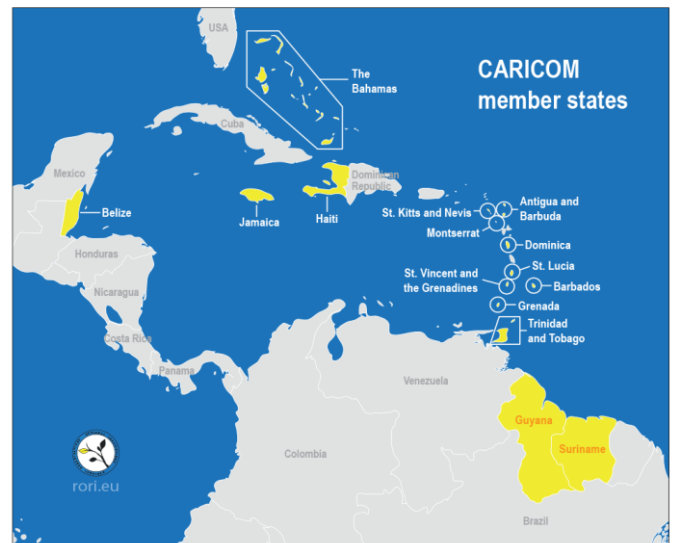 USA
CARICOM
member states
The
Bahamas
Cuba
Mexico
Dominican
Republic
Belize
Jamaica
Haiti
St. Kitts and Nevis
Antigua and
Barbuda
Montserrat
Honduras
Dominica
St. Lucia
St. Vincent and
the Grenadines
Barbados
Nicaragua
Grenada
Trinidad
and Tobago
Costa Rica
Panama
Venezuela
Guyana
Suriname
Colombia
rori.eu
Brazil